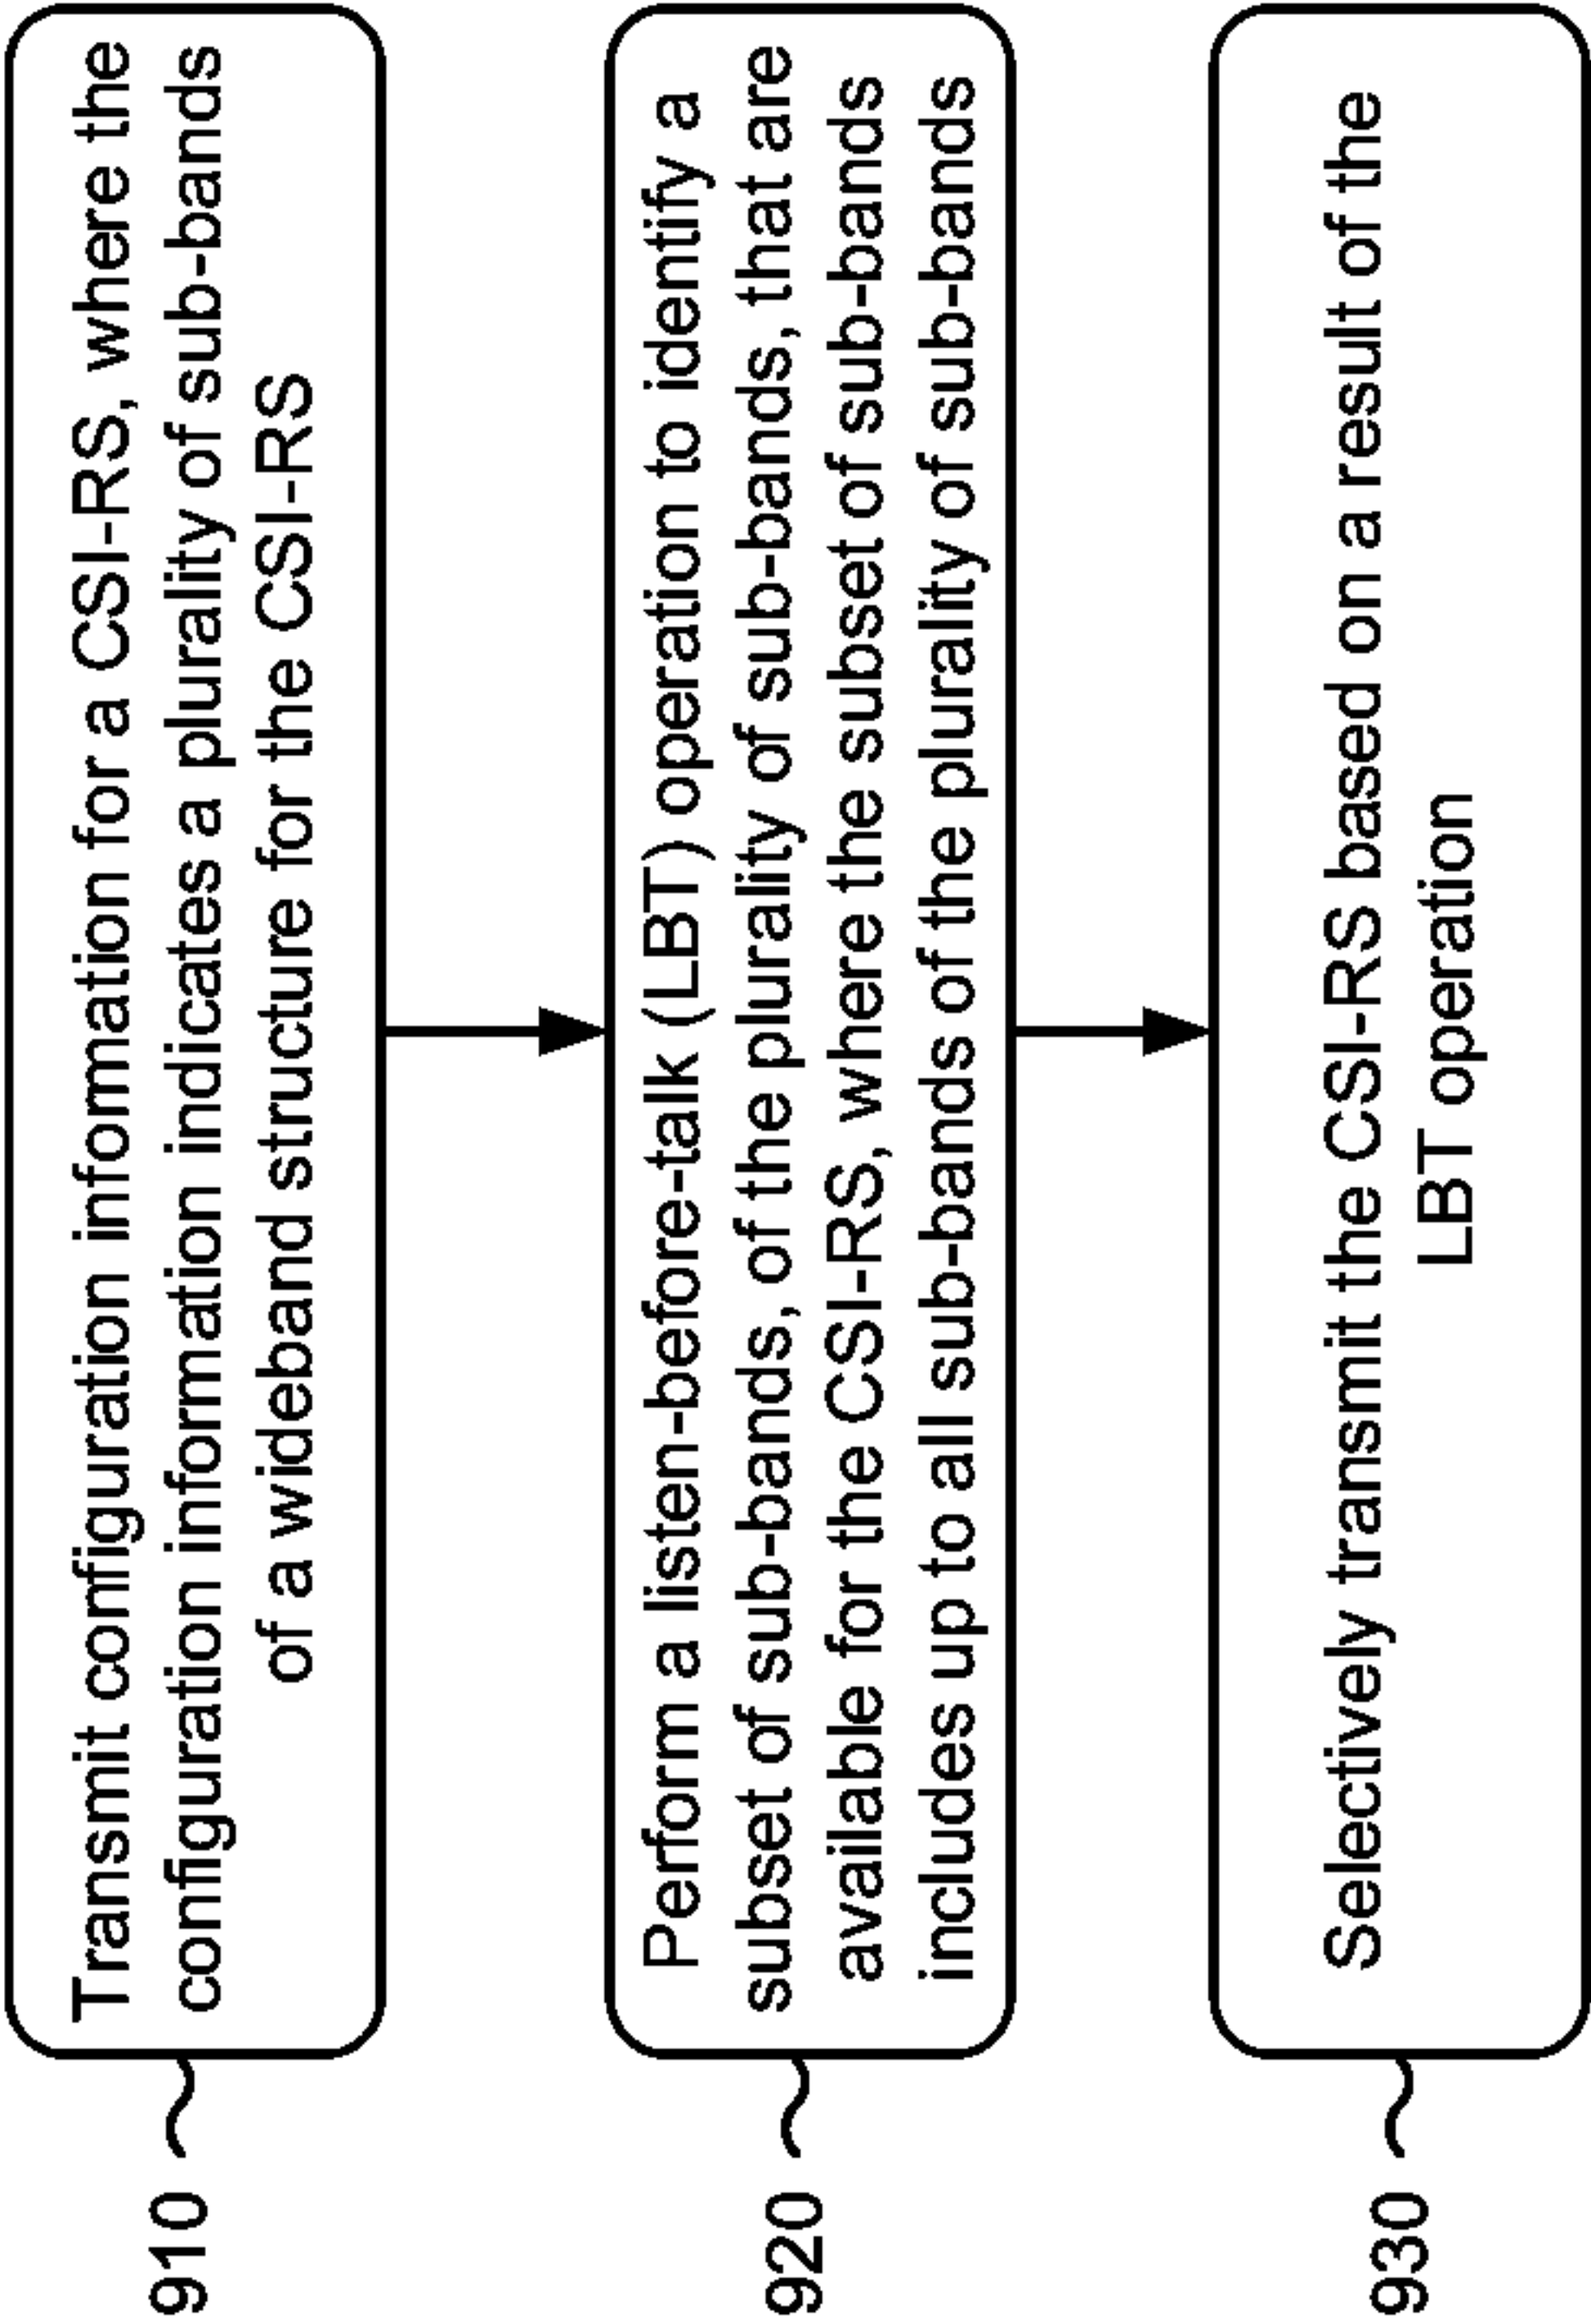 910
Transmit configuration information for a CSI-RS, where the
configuration information indicates a plurality of sub-bands
of a wideband structure for the CSI-RS
920
Perform a listen-before-talk (LBT) operation to identify a
subset of sub-bands, of the plurality of sub-bands, that are
available for the CSI-RS, where the subset of sub-bands
includes up to all sub-bands of the plurality of sub-bands
930
Selectively transmit the CSI-RS based on a result of the
LBT operation